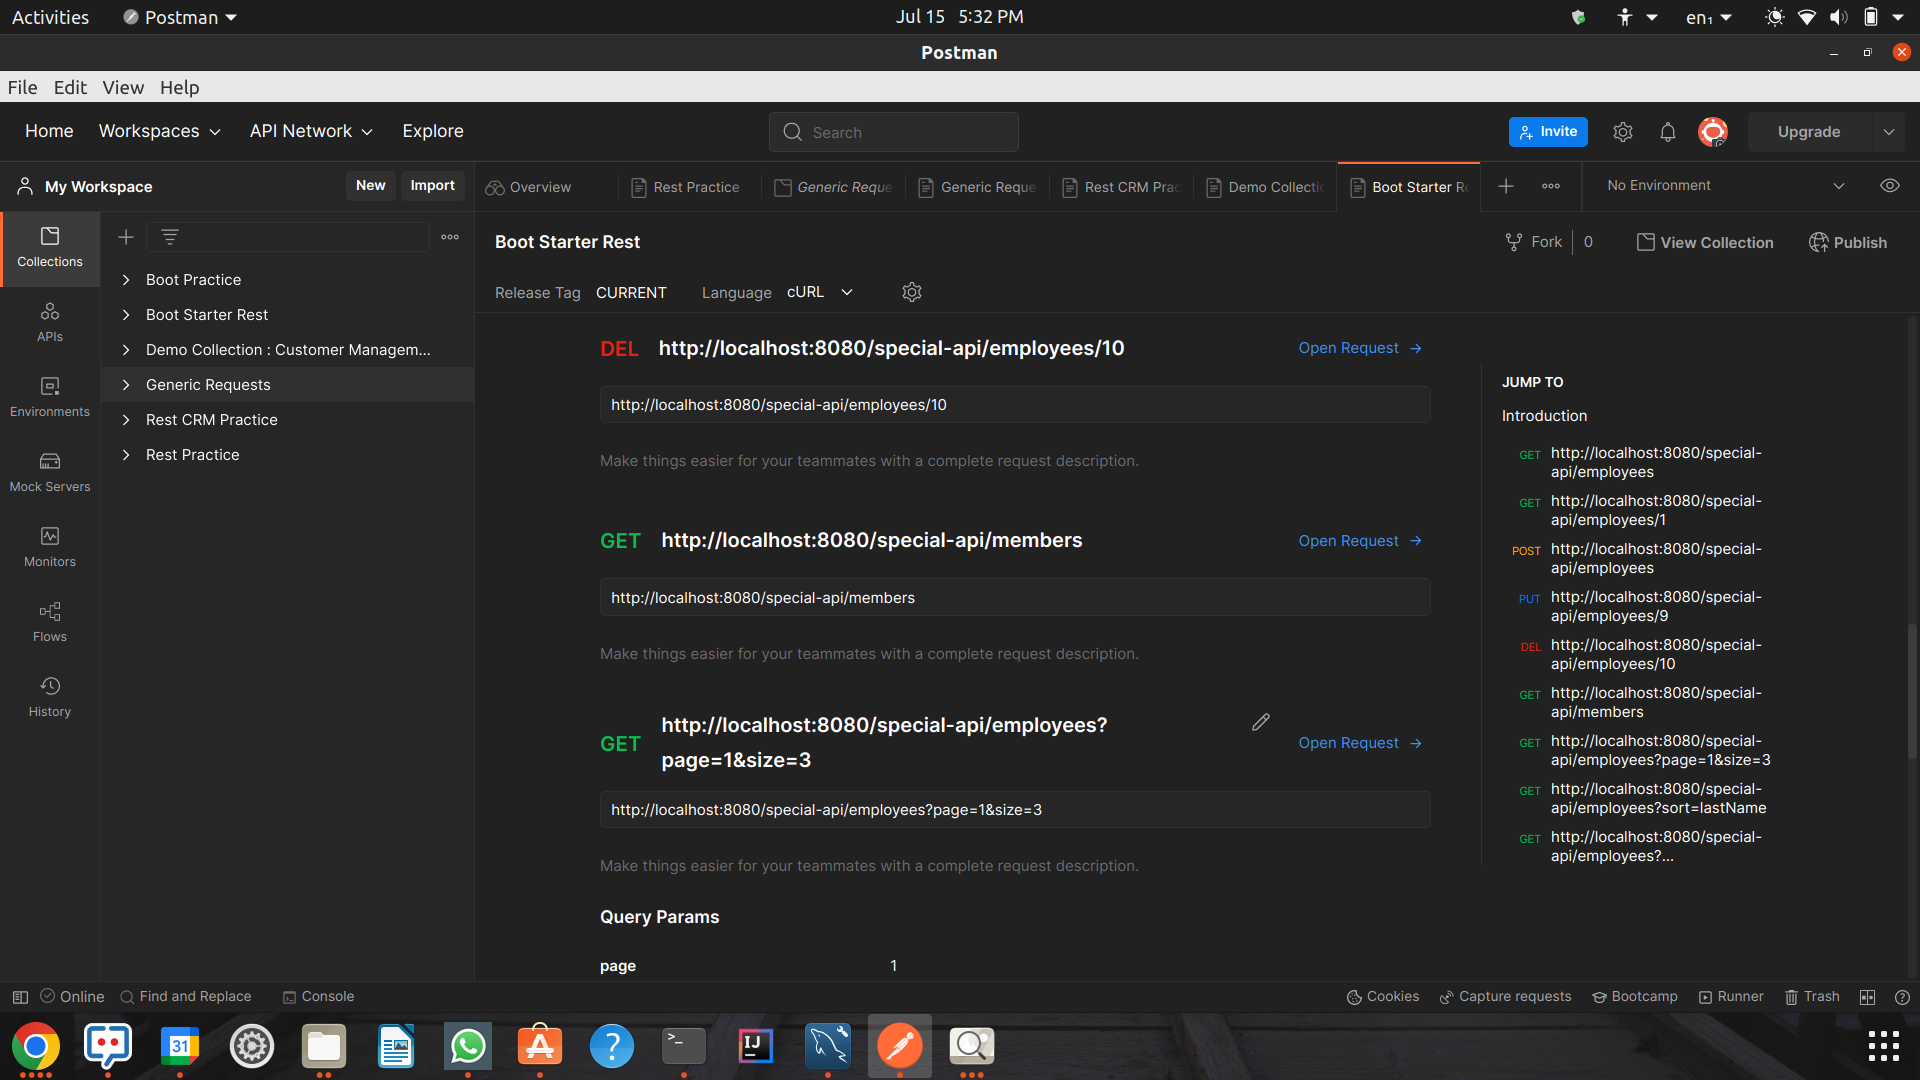 Activities
Postman
Jul 15 5:32 PM
en₁
Postman
File Edit View Help
Home Workspaces API Network Explore
Search
Invite
Upgrade
My Workspace
New Import
Overview
Rest Practice
Generic Reque
Generic Reque
Rest CRM Prac
Demo Collectio
Boot Starter Re
No Environment
Collections
APIs
Environments
Mock Servers
Monitors
Flows
History
Boot Practice
Boot Starter Rest
Demo Collection : Customer Managem...
Generic Requests
Rest CRM Practice
Rest Practice
Boot Starter Rest
Fork 0
View Collection
Publish
Release Tag CURRENT Language cURL
DEL http://localhost:8080/special-api/employees/10
Open Request →
http://localhost:8080/special-api/employees/10
Make things easier for your teammates with a complete request description.
GET http://localhost:8080/special-api/members
Open Request →
http://localhost:8080/special-api/members
Make things easier for your teammates with a complete request description.
GET
http://localhost:8080/special-api/employees?
page=1&size=3
Open Request →
http://localhost:8080/special-api/employees?page=1&size=3
Make things easier for your teammates with a complete request description.
Query Params
page 1
JUMP TO
Introduction
GET http://localhost:8080/special-
api/employees
GET http://localhost:8080/special-
api/employees/1
POST http://localhost:8080/special-
api/employees
PUT http://localhost:8080/special-
api/employees/9
DEL http://localhost:8080/special-
api/employees/10
GET http://localhost:8080/special-
api/members
GET http://localhost:8080/special-
api/employees?page=1&size=3
GET http://localhost:8080/special-
api/employees?sort=lastName
GET http://localhost:8080/special-
api/employees?...
Online
Find and Replace
Console
Cookies
Capture requests
Bootcamp
Runner
Trash
31
IJ